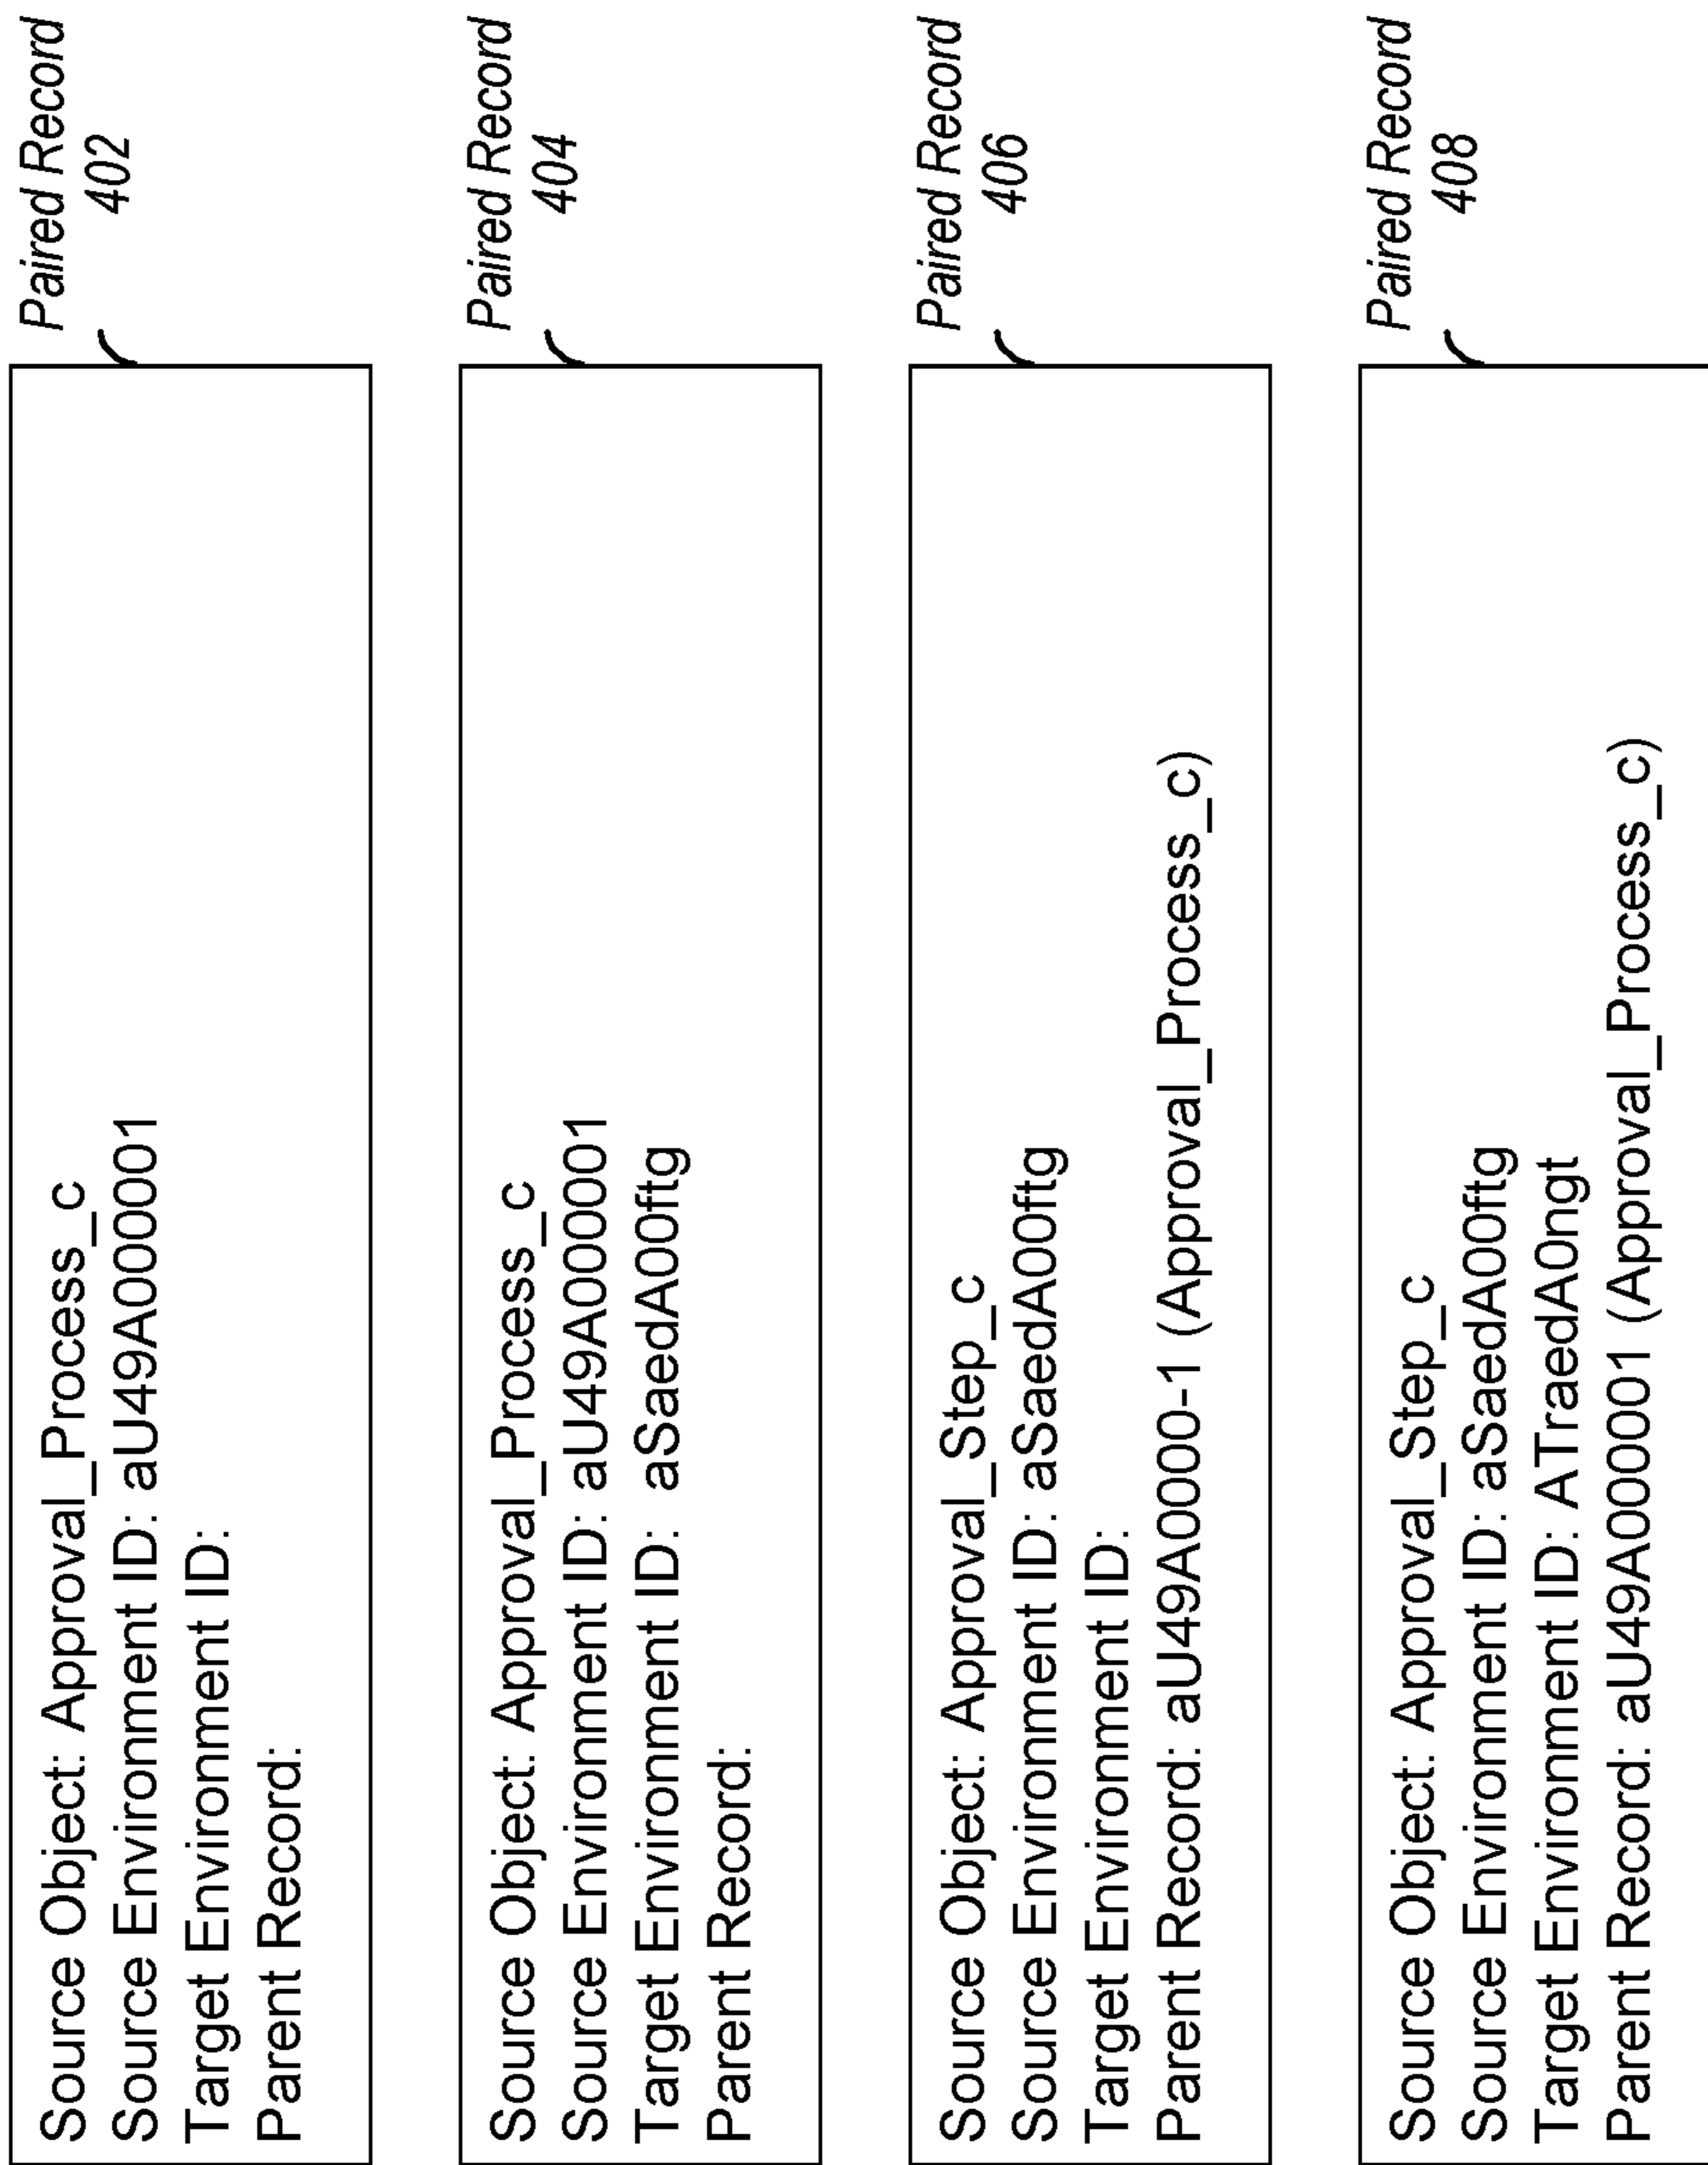 Source Object: Approval_Process_c
Source Environment ID: aU49A000001
Target Environment ID:
Parent Record:
Paired Record
402
Source Object: Approval_Process_c
Source Environment ID: aU49A000001
Target Environment ID: aSaedA00ftg
Parent Record:
Paired Record
404
Source Object: Approval_Step_c
Source Environment ID: aSaedA00ftg
Target Environment ID:
Parent Record: aU49A0000-1 (Approval_Process_c)
Paired Record
406
Source Object: Approval_Step_c
Source Environment ID: aSaedA00ftg
Target Environment ID: ATraedA0ngt
Parent Record: aU49A000001 (Approval_Process_c)
Paired Record
408